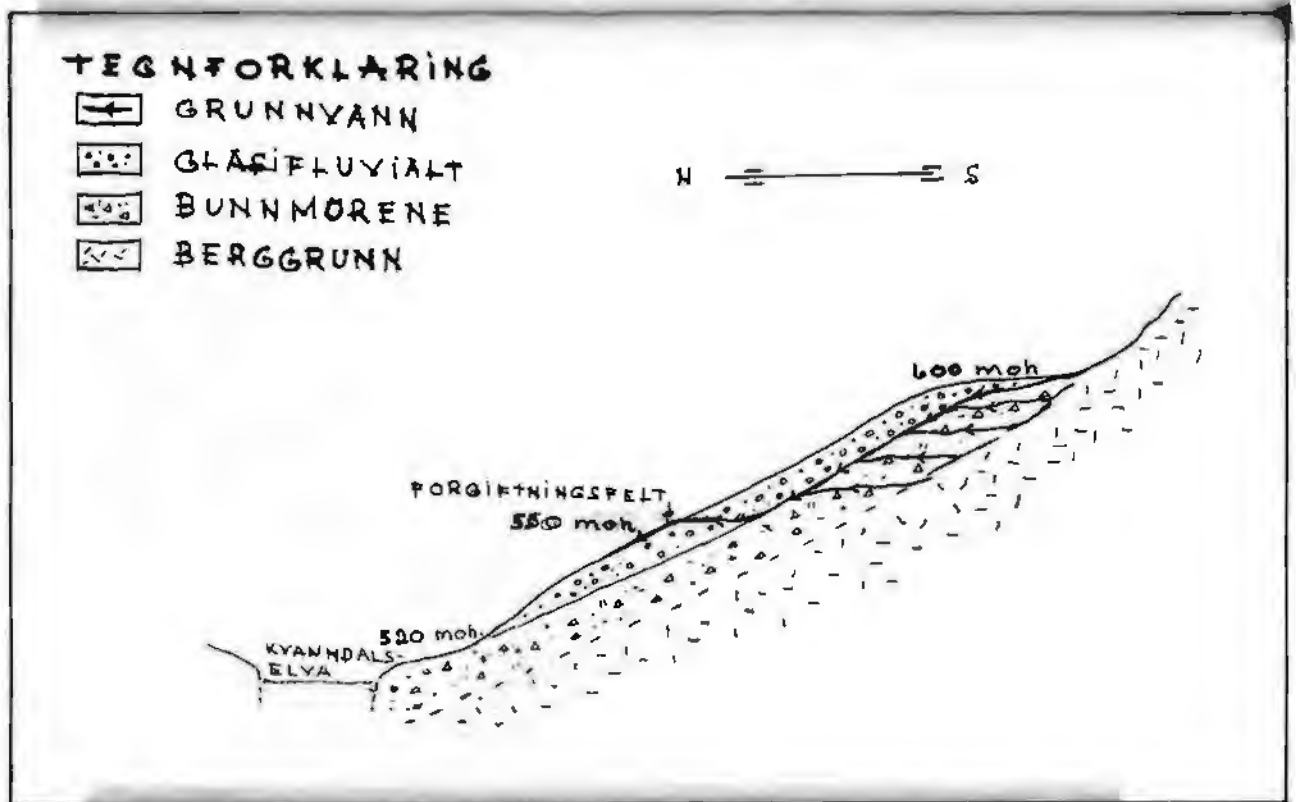 TEGNFORKLARING
GRUNNVANN
GLASIFLUVIALT
BUNNMORENE
BERGGRUNN
N S
600 moh
FORGIFTNINGSFELT
550 moh
520 moh
KVANNDALS-
ELVA